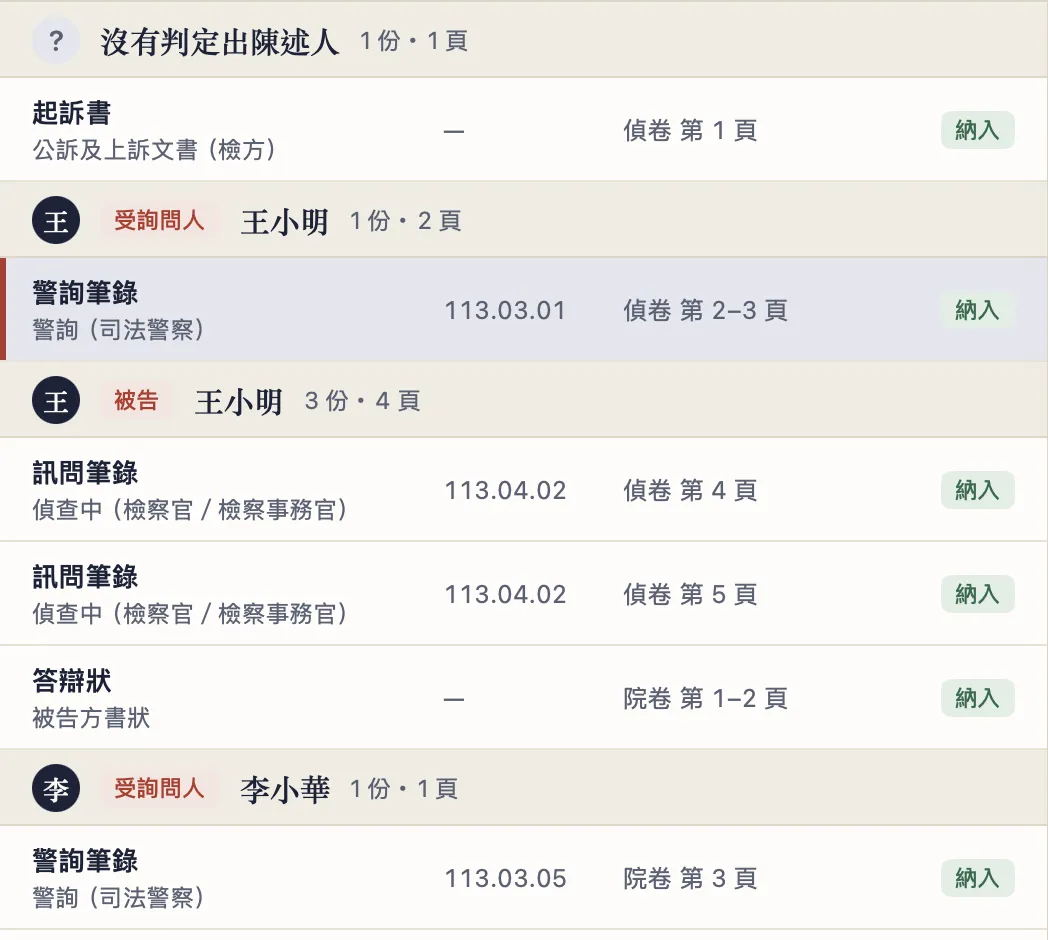 ? 沒有判定出陳述人 1 份・1 頁
起訴書
公訴及上訴文書（檢方） — 偵卷 第 1 頁 納入
王 受詢問人 王小明 1 份・2 頁
警詢筆錄
警詢（司法警察） 113.03.01 偵卷 第 2–3 頁 納入
王 被告 王小明 3 份・4 頁
訊問筆錄
偵查中（檢察官 / 檢察事務官） 113.04.02 偵卷 第 4 頁 納入
訊問筆錄
偵查中（檢察官 / 檢察事務官） 113.04.02 偵卷 第 5 頁 納入
答辯狀
被告方書狀 — 院卷 第 1–2 頁 納入
李 受詢問人 李小華 1 份・1 頁
警詢筆錄
警詢（司法警察） 113.03.05 院卷 第 3 頁 納入